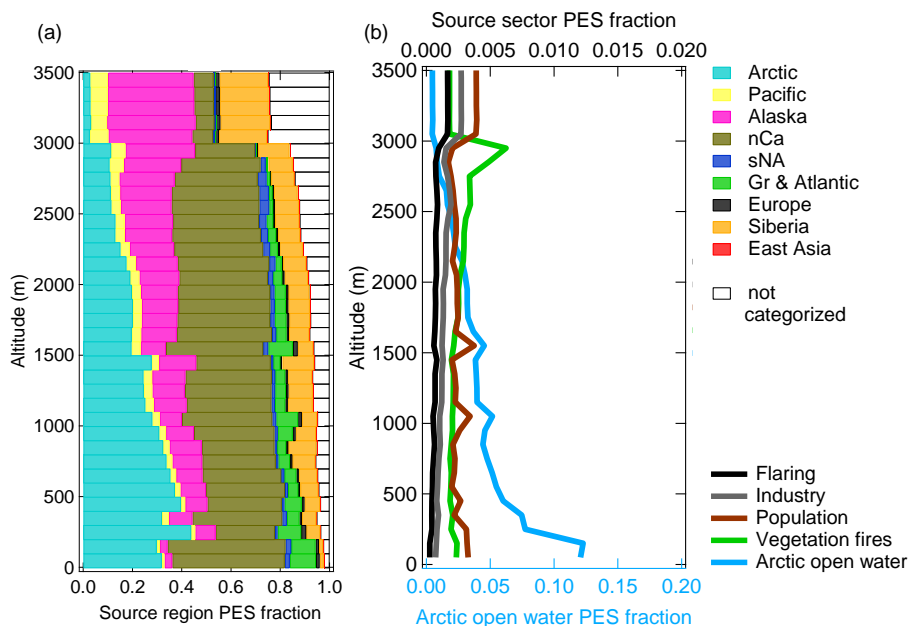 (a)
3500
3000
2500
2000
1500
1000
500
0
Altitude (m)
0.0 0.2 0.4 0.6 0.8 1.0
Source region PES fraction
(b)
Source sector PES fraction
0.000 0.005 0.010 0.015 0.020
3500
3000
2500
2000
1500
1000
500
0
Altitude (m)
0.00 0.05 0.10 0.15 0.20
Arctic open water PES fraction
Arctic
Pacific
Alaska
nCa
sNA
Gr & Atlantic
Europe
Siberia
East Asia
not
categorized
Flaring
Industry
Population
Vegetation fires
Arctic open water